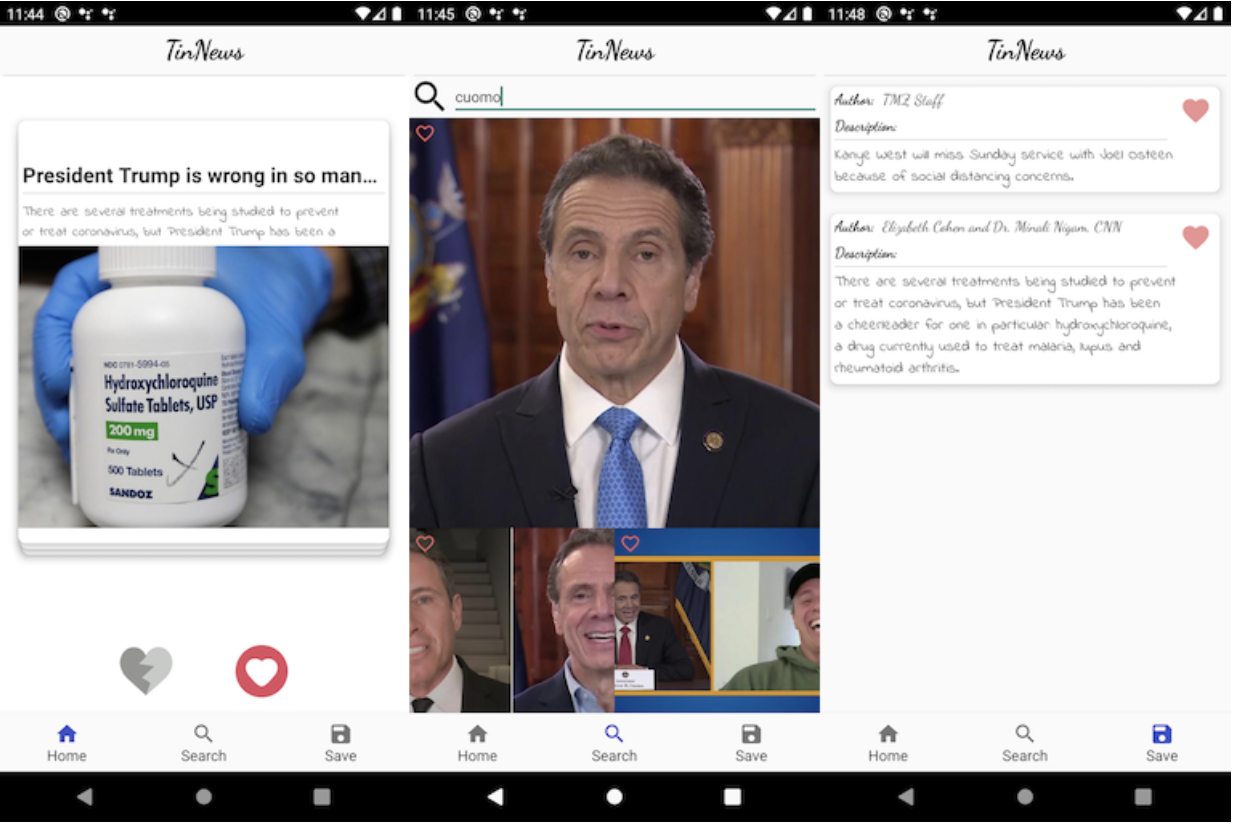 11:44
TinNews
President Trump is wrong in so man...
There are several treatments being studied to prevent
or treat coronavirus, but President Trump has been a
NDC 0781-5994-05
Hydroxychloroquine
Sulfate Tablets, USP
200 mg
Rx Only
500 Tablets
SANDOZ
Home
Search
Save
11:45
TinNews
cuomo
Home
Search
Save
11:48
TinNews
Author: TMZ Staff
Description:
Kanye West will miss Sunday service with Joel Osteen
because of social distancing concerns.
Author: Elizabeth Cohen and Dr. Minali Nigam, CNN
Description:
There are several treatments being studied to prevent
or treat coronavirus, but President Trump has been
a cheerleader for one in particular hydroxychloroquine,
a drug currently used to treat malaria, lupus and
rheumatoid arthritis.
Home
Search
Save